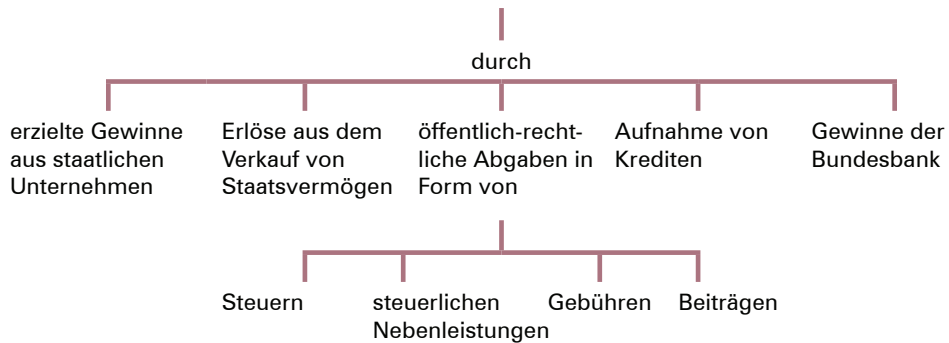 durch
erzielte Gewinne
aus staatlichen
Unternehmen
Erlöse aus dem
Verkauf von
Staatsvermögen
öffentlich-recht-
liche Abgaben in
Form von
Aufnahme von
Krediten
Gewinne der
Bundesbank
Steuern
steuerlichen
Nebenleistungen
Gebühren
Beiträgen